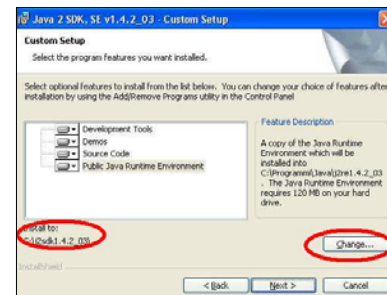 Java 2 SDK, SE v1.4.2_03 - Custom Setup
Custom Setup
Select the program features you want installed.
Select optional features to install from the list below. You can change your choice of features after
installation by using the Add/Remove Programs utility in the Control Panel
Development Tools
Demos
Source Code
Public Java Runtime Environment
Feature Description
A copy of the Java Runtime
Environment which will be
installed into
C:\Programmi\Java\j2re1.4.2_03
. The Java Runtime Environment
requires 120 MB on your hard
drive.
Install to:
C:\j2sdk1.4.2_03\
Change...
InstallShield
< Back
Next >
Cancel